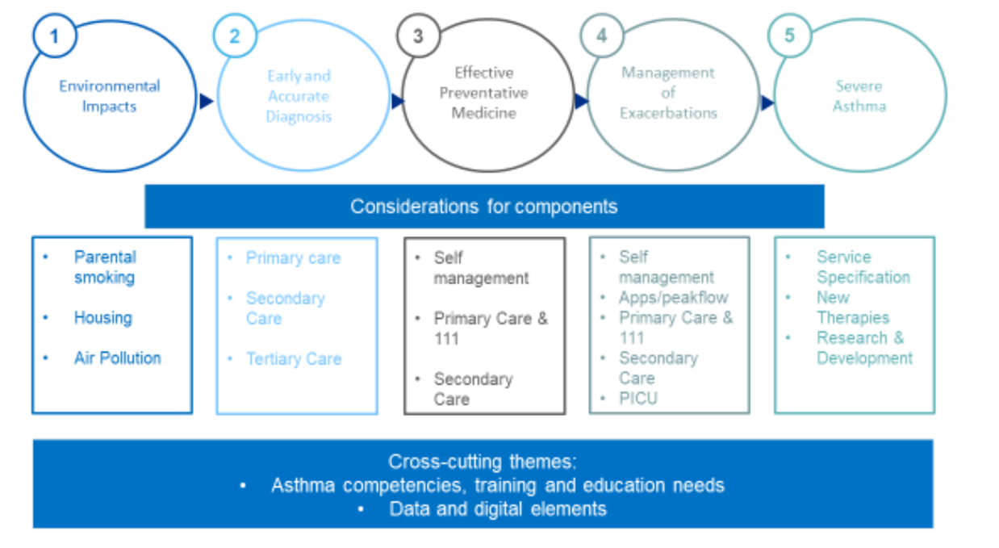 1
Environmental
Impacts
2
Early and
Accurate
Diagnosis
3
Effective
Preventative
Medicine
4
Management
of
Exacerbations
5
Severe
Asthma
Considerations for components
• Parental
smoking
• Housing
• Air Pollution
• Primary care
• Secondary
Care
• Tertiary Care
• Self
management
• Primary Care &
111
• Secondary
Care
• Self
management
• Apps/peakflow
• Primary Care &
111
• Secondary
Care
• PICU
• Service
Specification
• New
Therapies
• Research &
Development
Cross-cutting themes:
• Asthma competencies, training and education needs
• Data and digital elements